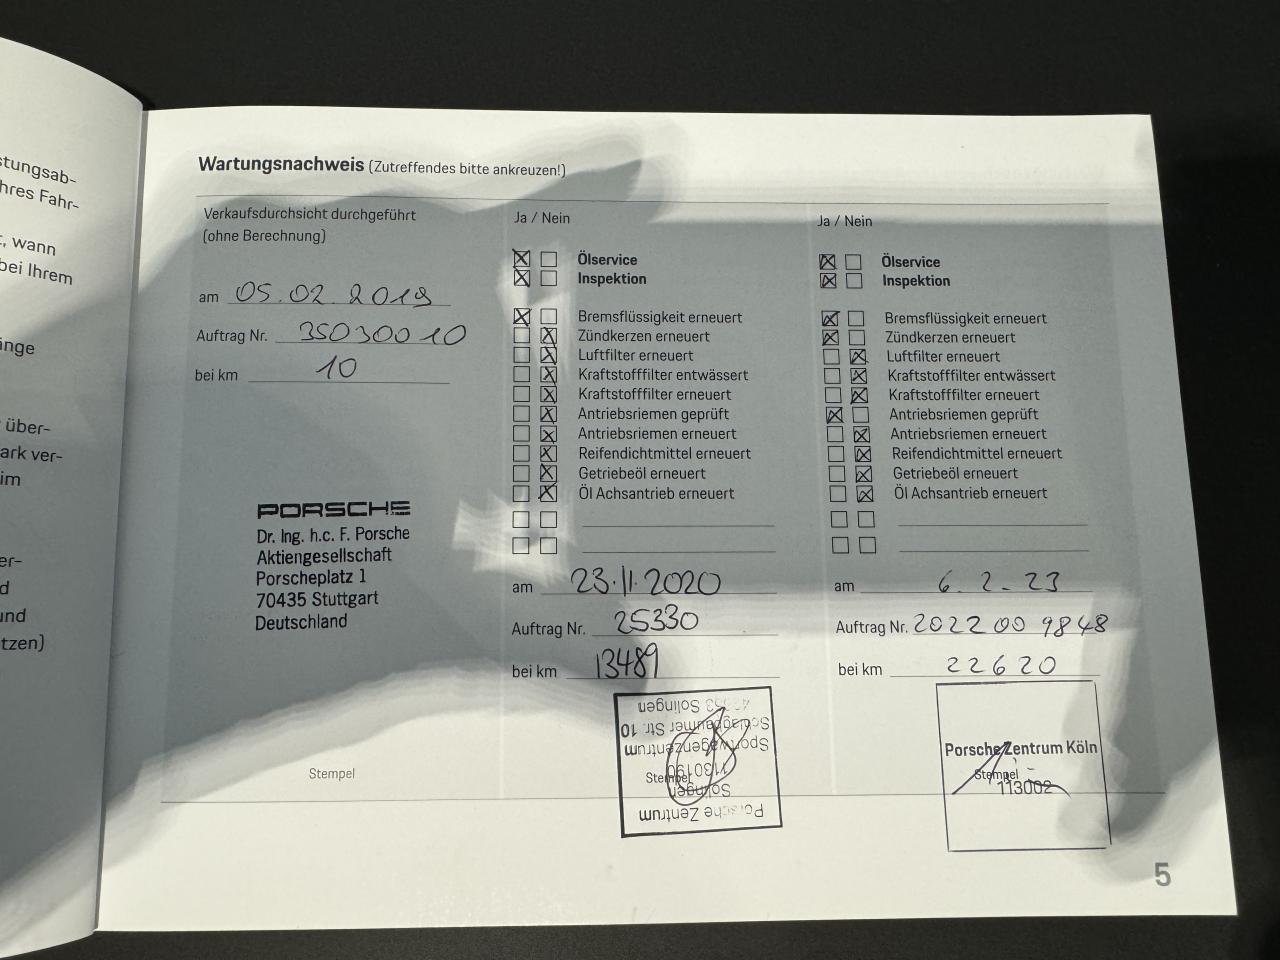 stungsab-
hres Fahr-
, wann
bei Ihrem
änge
über-
ark ver-
im
er-
d
und
tzen)
Wartungsnachweis (Zutreffendes bitte ankreuzen!)
Verkaufsdurchsicht durchgeführt
(ohne Berechnung)
am 05.02.2019
Auftrag Nr. 35030010
bei km 10
PORSCHE
Dr. Ing. h.c. F. Porsche
Aktiengesellschaft
Porscheplatz 1
70435 Stuttgart
Deutschland
Stempel
Ja / Nein
Ölservice
Inspektion
Bremsflüssigkeit erneuert
Zündkerzen erneuert
Luftfilter erneuert
Kraftstofffilter entwässert
Kraftstofffilter erneuert
Antriebsriemen geprüft
Antriebsriemen erneuert
Reifendichtmittel erneuert
Getriebeöl erneuert
Öl Achsantrieb erneuert
am 23.11.2020
Auftrag Nr. 25330
bei km 13489
Stempel
Porsche Zentrum
Solingen
1130190
Sportwagenzentrum
Schlagbaumer Str. 10
Solingen
Ja / Nein
Ölservice
Inspektion
Bremsflüssigkeit erneuert
Zündkerzen erneuert
Luftfilter erneuert
Kraftstofffilter entwässert
Kraftstofffilter erneuert
Antriebsriemen geprüft
Antriebsriemen erneuert
Reifendichtmittel erneuert
Getriebeöl erneuert
Öl Achsantrieb erneuert
am 6.2.23
Auftrag Nr. 2022009848
bei km 22620
Porsche Zentrum Köln
Stempel
113002
5